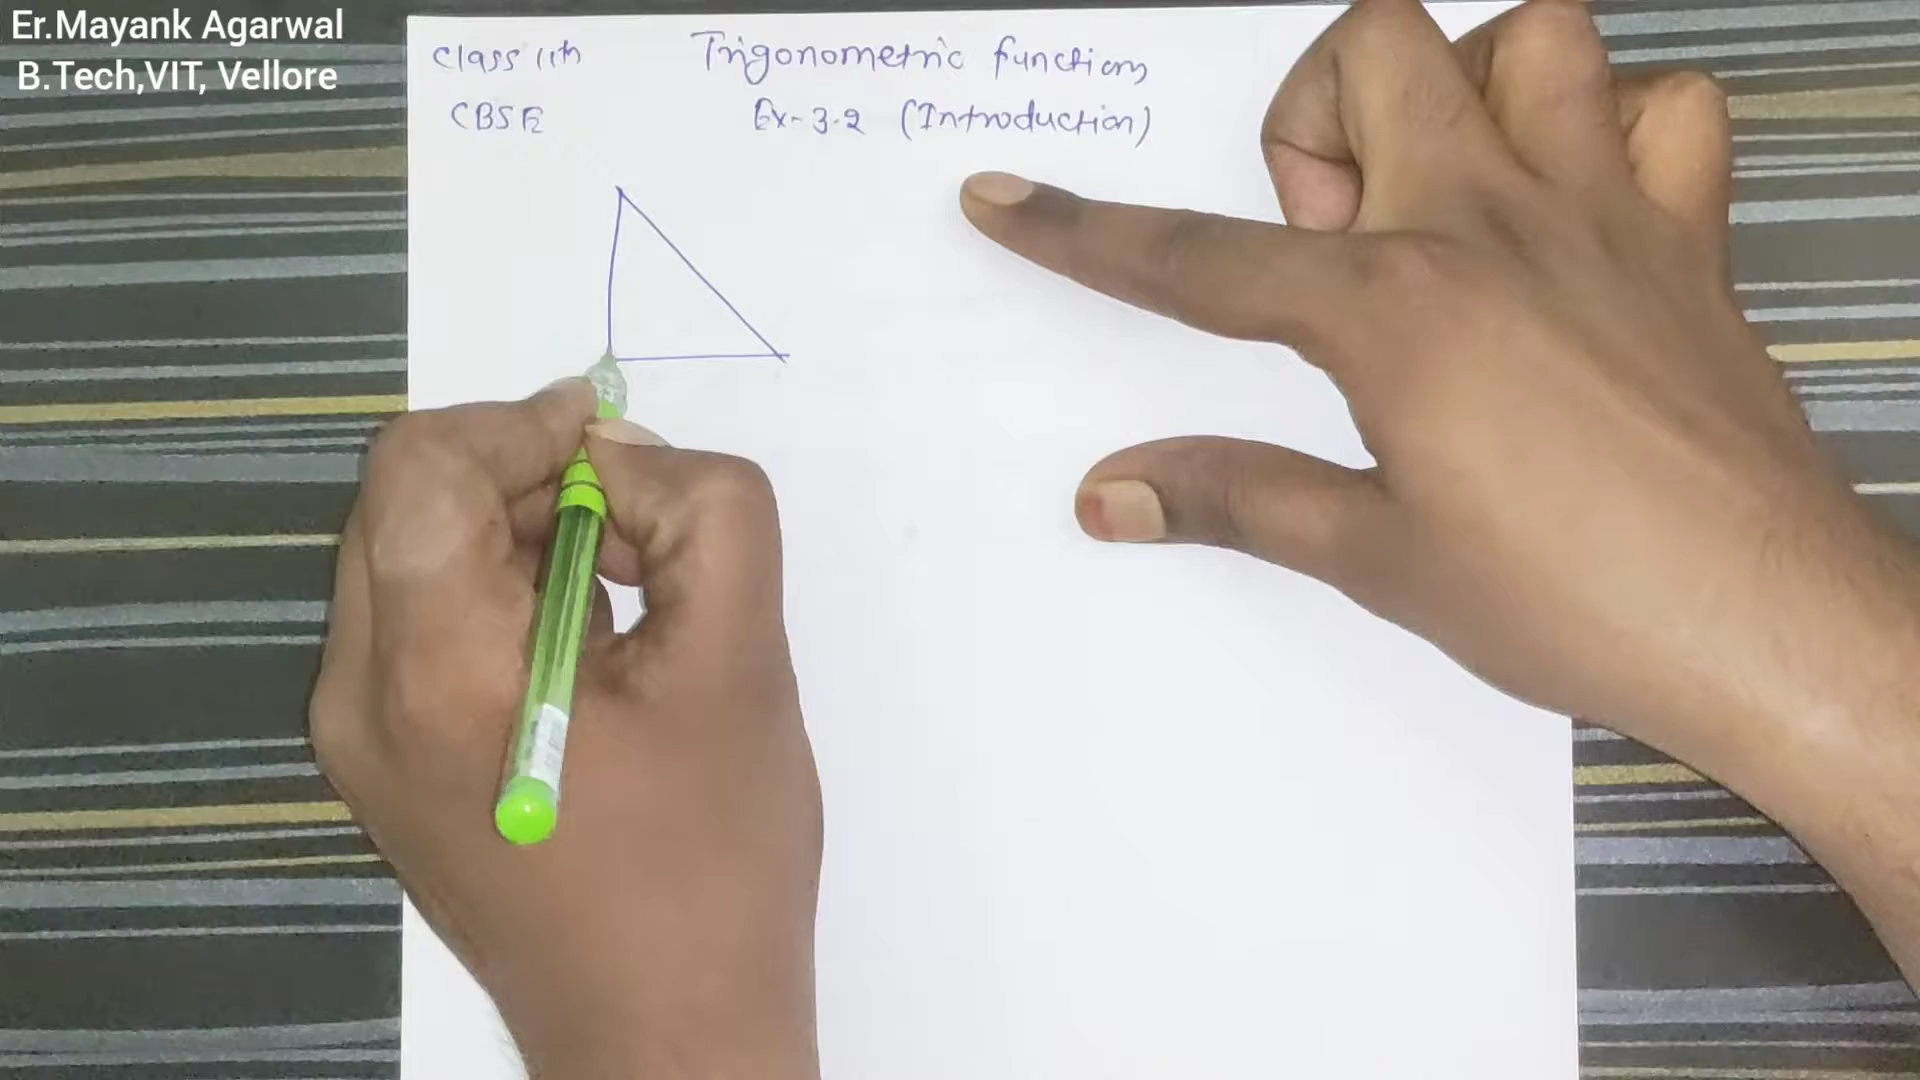 Er.Mayank Agarwal
B.Tech,VIT, Vellore
Class 11th
Trigonometric functions
CBSE
Ex-3.2 (Introduction)